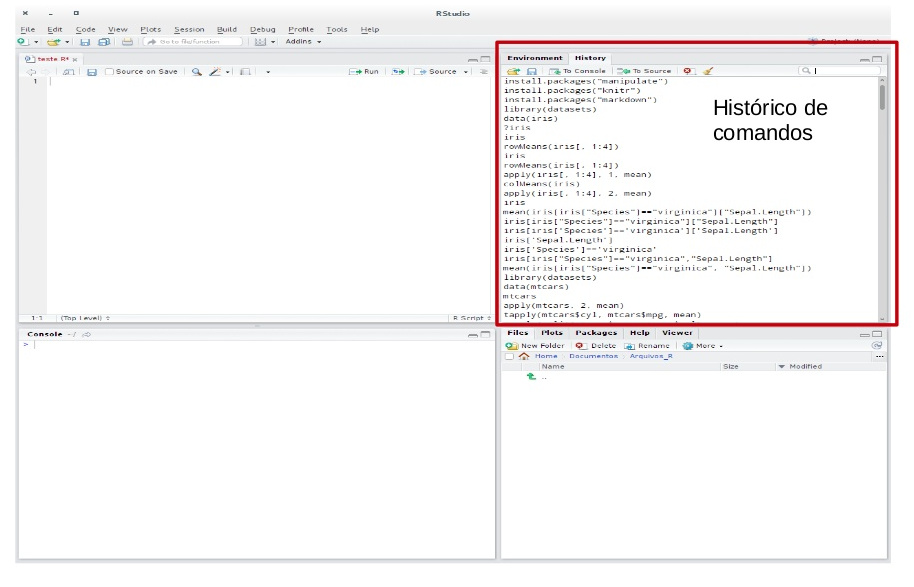 RStudio
File Edit Code View Plots Session Build Debug Profile Tools Help
Go to file/function Addins Project: (None)
teste.R*
Source on Save Run Source
1
1:1 (Top Level) R Script
Console ~/
>
Environment History
To Console To Source
install.packages("manipulate")
install.packages("knitr")
install.packages("markdown")
library(datasets)
data(iris)
?iris
iris
rowMeans(iris[, 1:4])
iris
rowMeans(iris[, 1:4])
apply(iris[, 1:4], 1, mean)
colMeans(iris)
apply(iris[, 1:4], 2, mean)
iris
mean(iris[iris["Species"]=="virginica"]["Sepal.Length"])
iris[iris["Species"]=="virginica"]["Sepal.Length"]
iris[iris['Species']=='virginica']['Sepal.Length']
iris['Sepal.Length']
iris['Species']=='virginica'
iris[iris["Species"]=="virginica","Sepal.Length"]
mean(iris[iris["Species"]=="virginica", "Sepal.Length"])
library(datasets)
data(mtcars)
mtcars
apply(mtcars, 2, mean)
tapply(mtcars$cyl, mtcars$mpg, mean)
Histórico de
comandos
Files Plots Packages Help Viewer
New Folder Delete Rename More
Home Documentos Arquivos_R ...
Name Size Modified
..